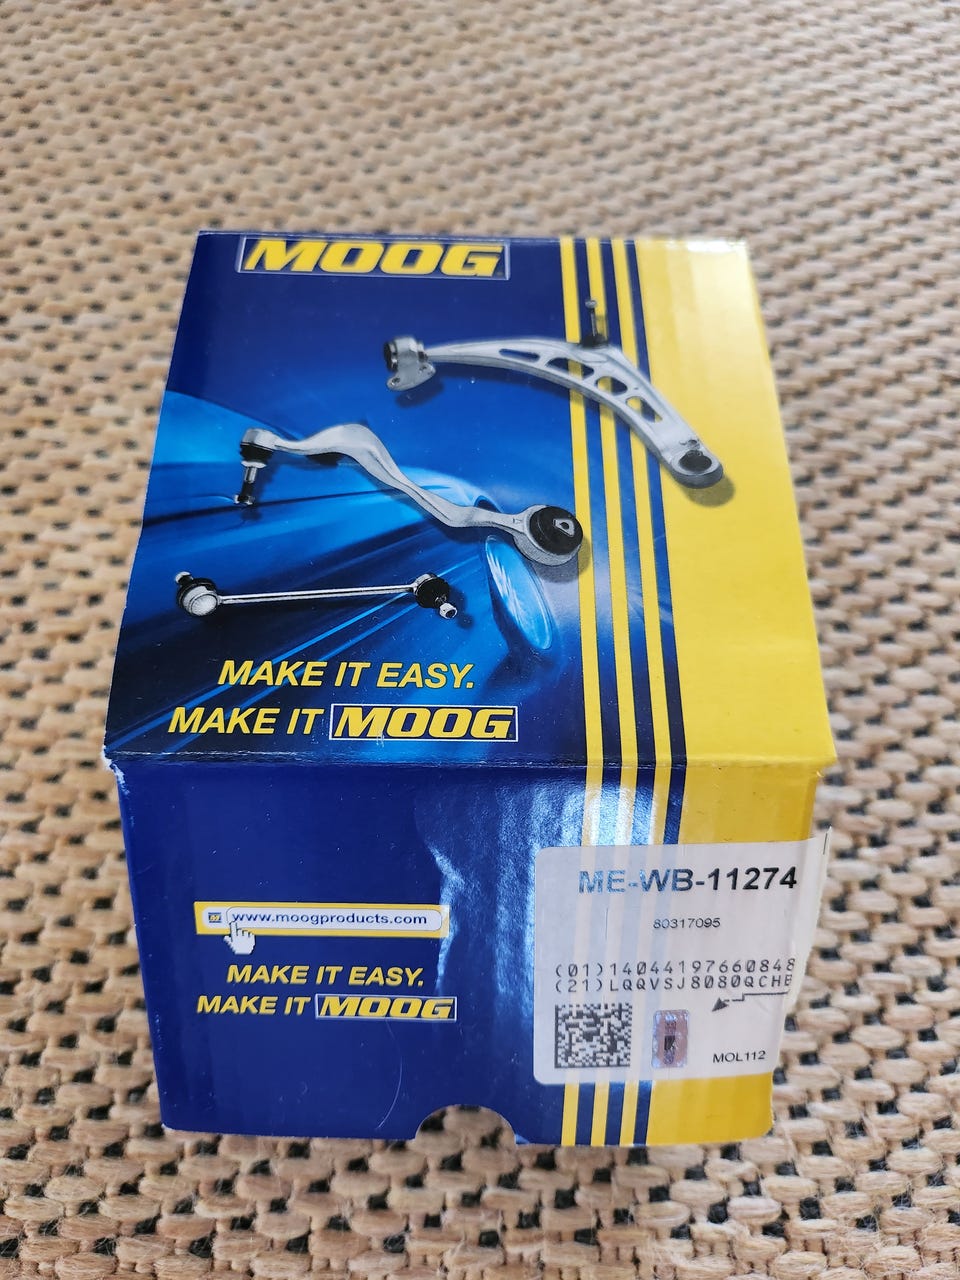 MOOG
MAKE IT EASY.
MAKE IT MOOG
www.moogproducts.com
MAKE IT EASY.
MAKE IT MOOG
ME-WB-11274
80317095
(01)14044197660848
(21)LQQVSJ8080QCHE
MOL112